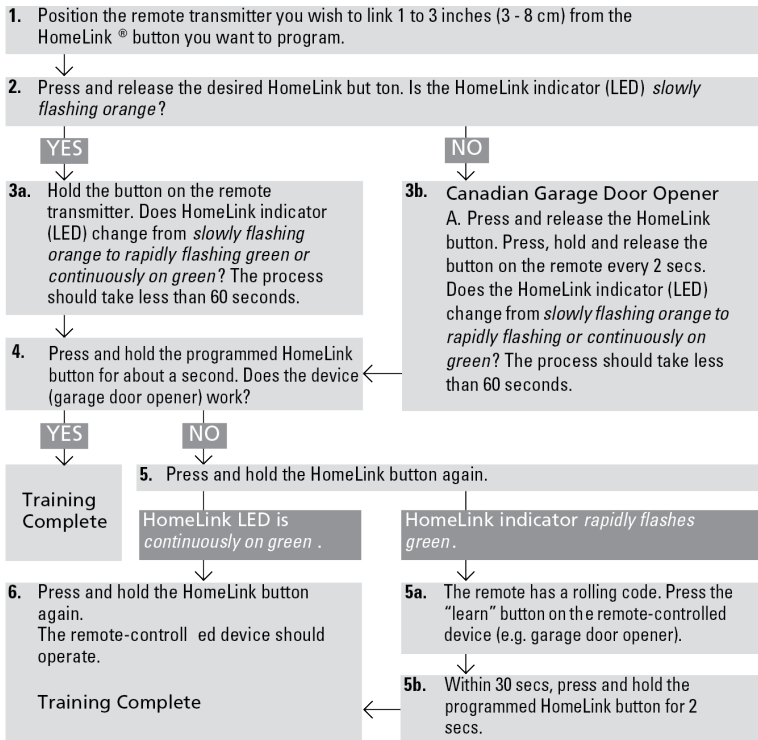 1. Position the remote transmitter you wish to link 1 to 3 inches (3 - 8 cm) from the
HomeLink ® button you want to program.
2. Press and release the desired HomeLink but ton. Is the HomeLink indicator (LED) slowly
flashing orange?
YES
NO
3a. Hold the button on the remote
transmitter. Does HomeLink indicator
(LED) change from slowly flashing
orange to rapidly flashing green or
continuously on green? The process
should take less than 60 seconds.
3b. Canadian Garage Door Opener
A. Press and release the HomeLink
button. Press, hold and release the
button on the remote every 2 secs.
Does the HomeLink indicator (LED)
change from slowly flashing orange to
rapidly flashing or continuously on
green? The process should take less
than 60 seconds.
4. Press and hold the programmed HomeLink
button for about a second. Does the device
(garage door opener) work?
YES
NO
Training
Complete
5. Press and hold the HomeLink button again.
HomeLink LED is
continuously on green .
HomeLink indicator rapidly flashes
green.
6. Press and hold the HomeLink button
again.
The remote-controll ed device should
operate.
Training Complete
5a. The remote has a rolling code. Press the
“learn” button on the remote-controlled
device (e.g. garage door opener).
5b. Within 30 secs, press and hold the
programmed HomeLink button for 2
secs.